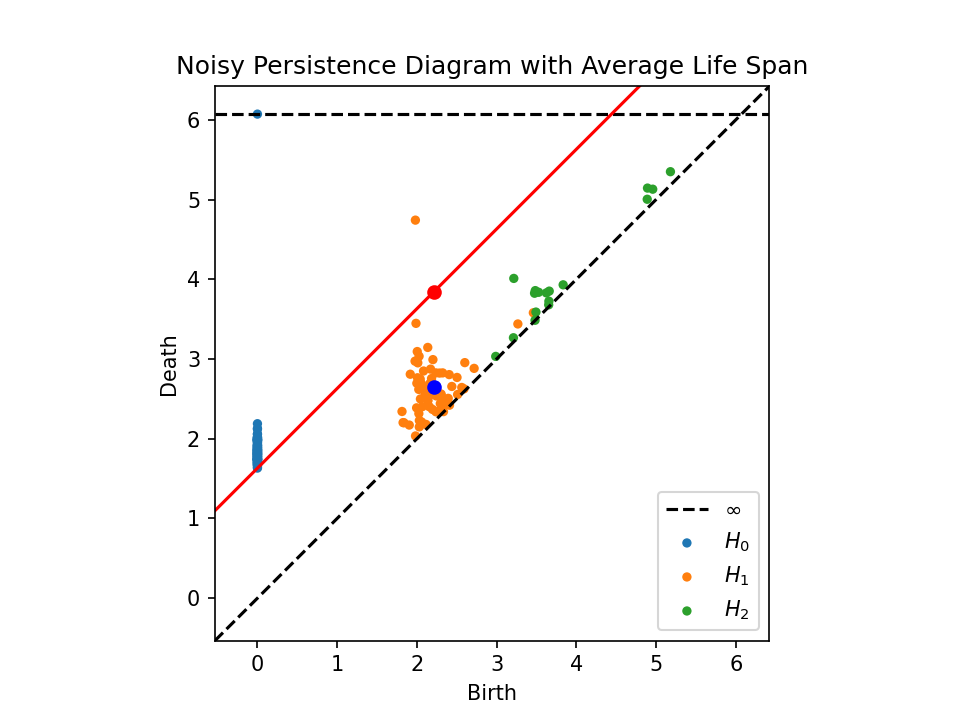 Noisy Persistence Diagram with Average Life Span
6
5
4
3
2
1
0
Death
∞
H₀
H₁
H₂
0 1 2 3 4 5 6
Birth